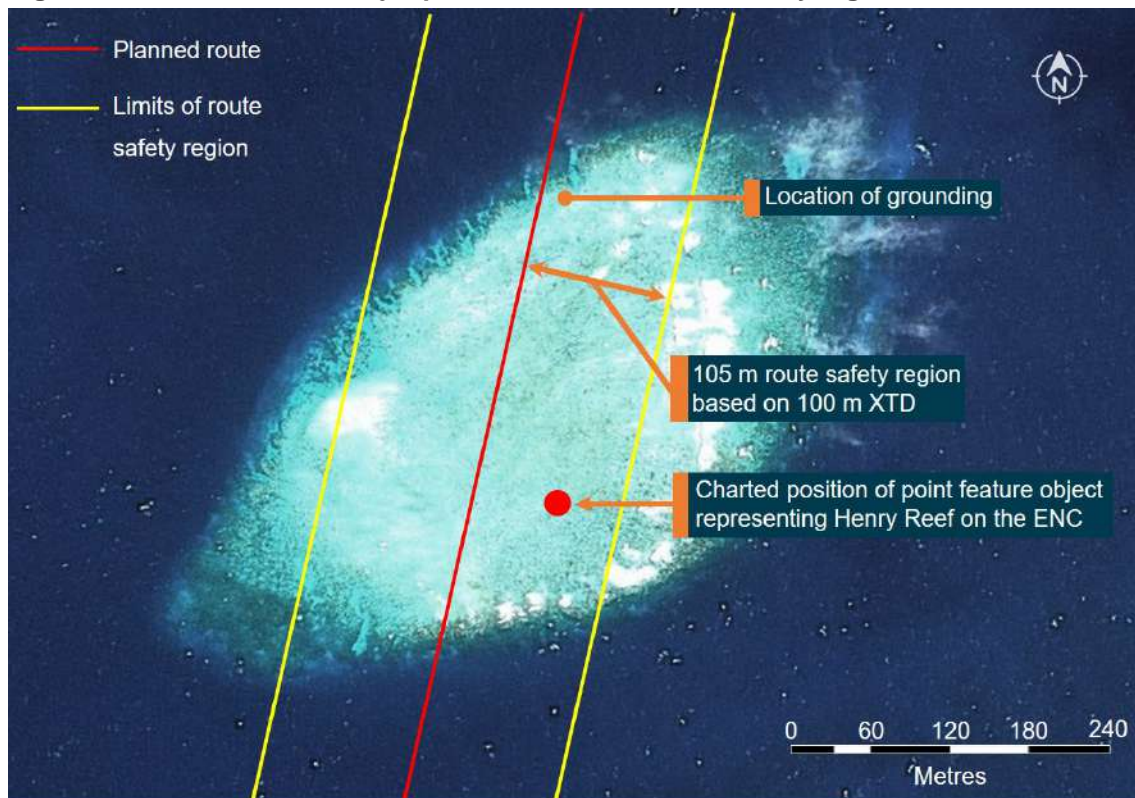 Planned route
Limits of route
safety region
N
Location of grounding
105 m route safety region
based on 100 m XTD
Charted position of point feature object
representing Henry Reef on the ENC
0 60 120 180 240
Metres